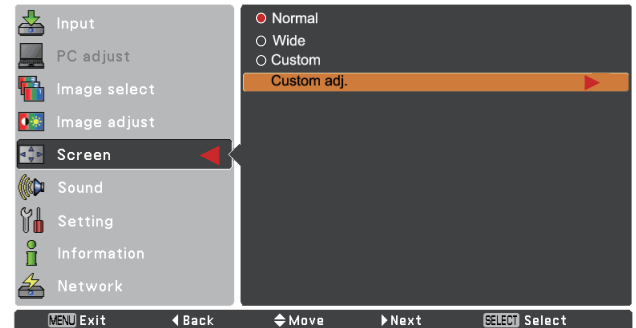 Input
PC adjust
Image select
Image adjust
Screen
Sound
Setting
Information
Network
Normal
Wide
Custom
Custom adj.
MENU Exit Back Move Next SELECT Select